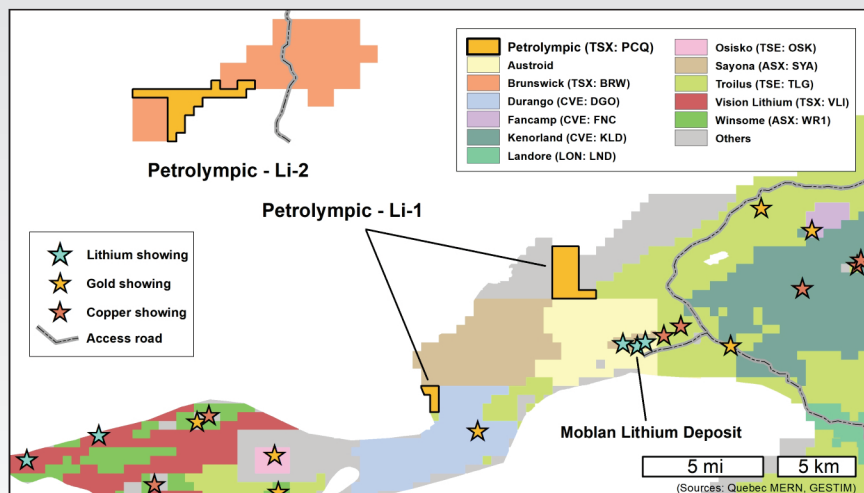 Petrolympic (TSX: PCQ)
Austroid
Brunswick (TSX: BRW)
Durango (CVE: DGO)
Fancamp (CVE: FNC)
Kenorland (CVE: KLD)
Landore (LON: LND)
Osisko (TSE: OSK)
Sayona (ASX: SYA)
Troilus (TSE: TLG)
Vision Lithium (TSX: VLI)
Winsome (ASX: WR1)
Others
Petrolympic - Li-2
Petrolympic - Li-1
Lithium showing
Gold showing
Copper showing
Access road
Moblan Lithium Deposit
5 mi
5 km
(Sources: Quebec MERN, GESTIM)